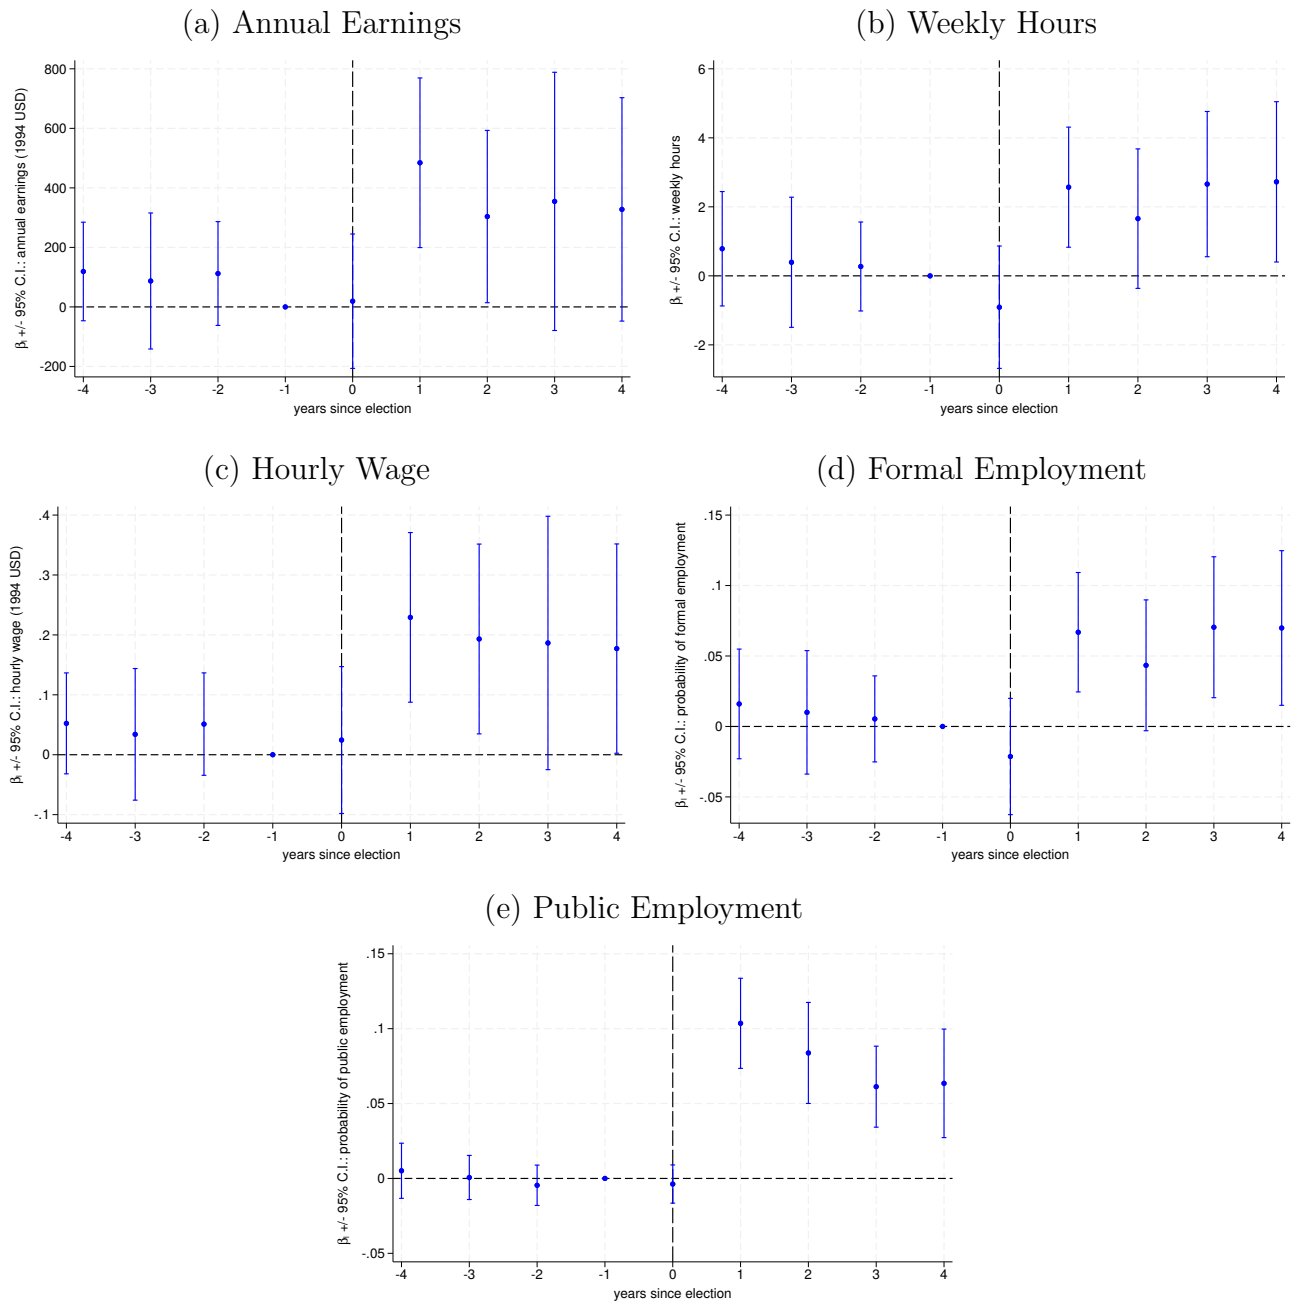 (a) Annual Earnings
β_l +/- 95% C.I.: annual earnings (1994 USD)
800
600
400
200
0
-200
-4 -3 -2 -1 0 1 2 3 4
years since election
(b) Weekly Hours
β_l +/- 95% C.I.: weekly hours
6
4
2
0
-2
-4 -3 -2 -1 0 1 2 3 4
years since election
(c) Hourly Wage
β_l +/- 95% C.I.: hourly wage (1994 USD)
.4
.3
.2
.1
0
-.1
-4 -3 -2 -1 0 1 2 3 4
years since election
(d) Formal Employment
β_l +/- 95% C.I.: probability of formal employment
.15
.1
.05
0
-.05
-4 -3 -2 -1 0 1 2 3 4
years since election
(e) Public Employment
β_l +/- 95% C.I.: probability of public employment
.15
.1
.05
0
-.05
-4 -3 -2 -1 0 1 2 3 4
years since election